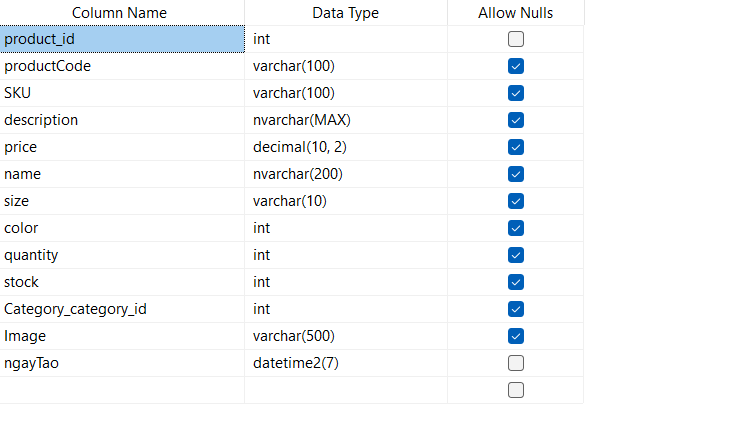 Column Name Data Type Allow Nulls
product_id int
productCode varchar(100)
SKU varchar(100)
description nvarchar(MAX)
price decimal(10, 2)
name nvarchar(200)
size varchar(10)
color int
quantity int
stock int
Category_category_id int
Image varchar(500)
ngayTao datetime2(7)